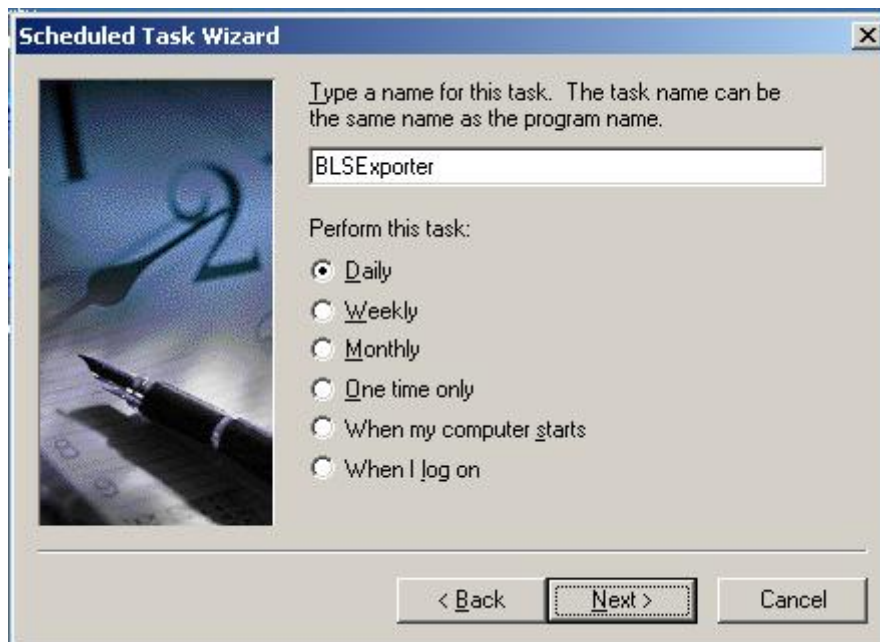 Scheduled Task Wizard
Type a name for this task. The task name can be
the same name as the program name.
BLSExporter
Perform this task:
Daily
Weekly
Monthly
One time only
When my computer starts
When I log on
< Back
Next >
Cancel